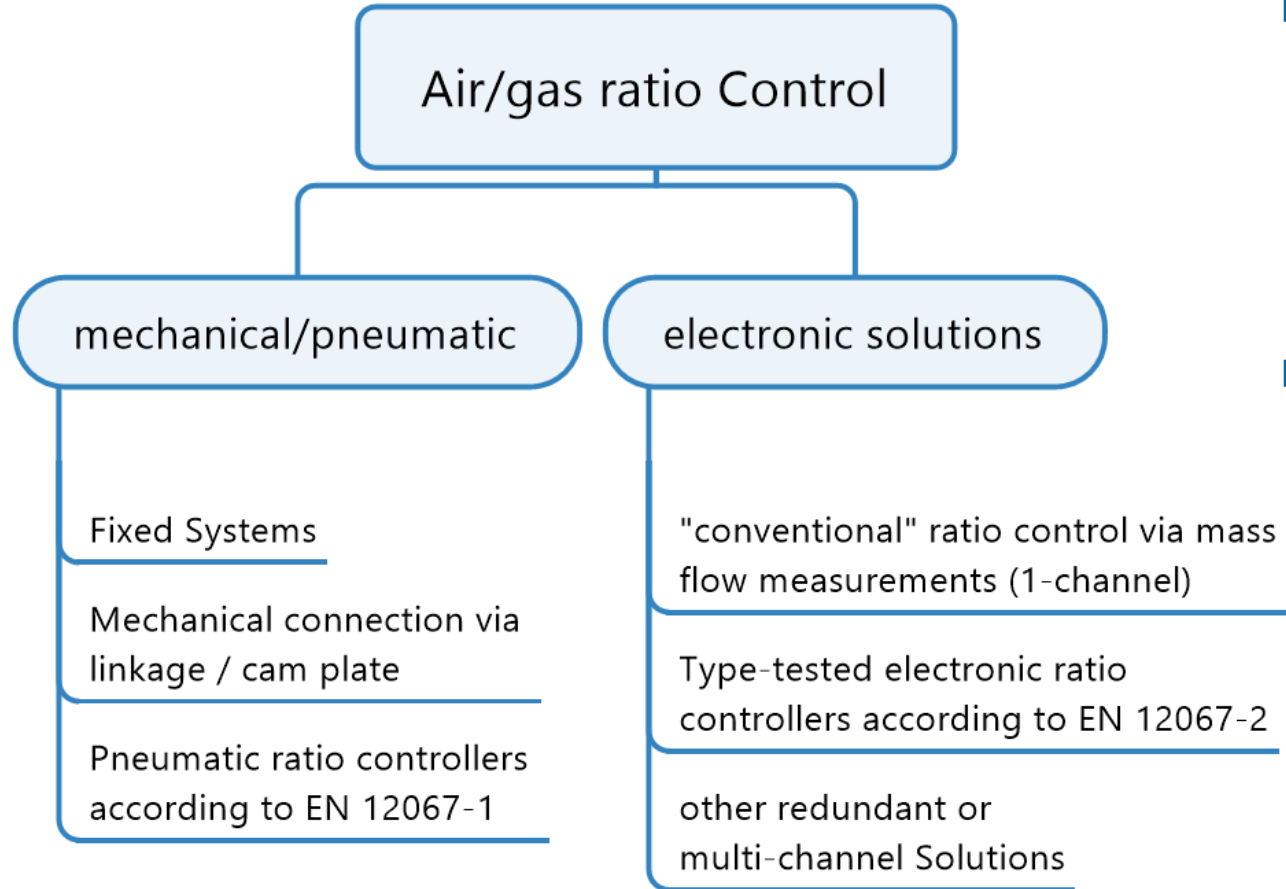 Air/gas ratio Control
mechanical/pneumatic
electronic solutions
Fixed Systems
Mechanical connection via
linkage / cam plate
Pneumatic ratio controllers
according to EN 12067-1
"conventional" ratio control via mass
flow measurements (1-channel)
Type-tested electronic ratio
controllers according to EN 12067-2
other redundant or
multi-channel Solutions